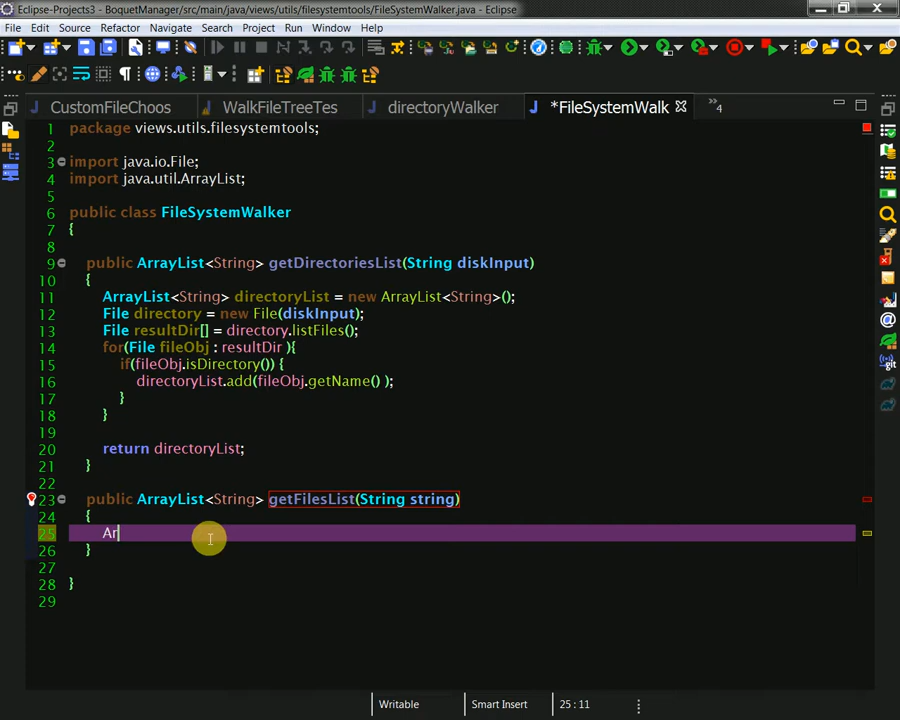 Eclipse-Projects3 - BoquetManager/src/main/java/views/utils/filesystemtools/FileSystemWalker.java - Eclipse
File Edit Source Refactor Navigate Search Project Run Window Help
CustomFileChoos WalkFileTreeTes directoryWalker *FileSystemWalk »4
1 package views.utils.filesystemtools;
2
3 import java.io.File;
4 import java.util.ArrayList;
5
6 public class FileSystemWalker
7 {
8
9 public ArrayList<String> getDirectoriesList(String diskInput)
10 {
11 ArrayList<String> directoryList = new ArrayList<String>();
12 File directory = new File(diskInput);
13 File resultDir[] = directory.listFiles();
14 for(File fileObj : resultDir ){
15 if(fileObj.isDirectory()) {
16 directoryList.add(fileObj.getName() );
17 }
18 }
19
20 return directoryList;
21 }
22
23 public ArrayList<String> getFilesList(String string)
24 {
25 Ar
26 }
27
28 }
29
Writable Smart Insert 25 : 11